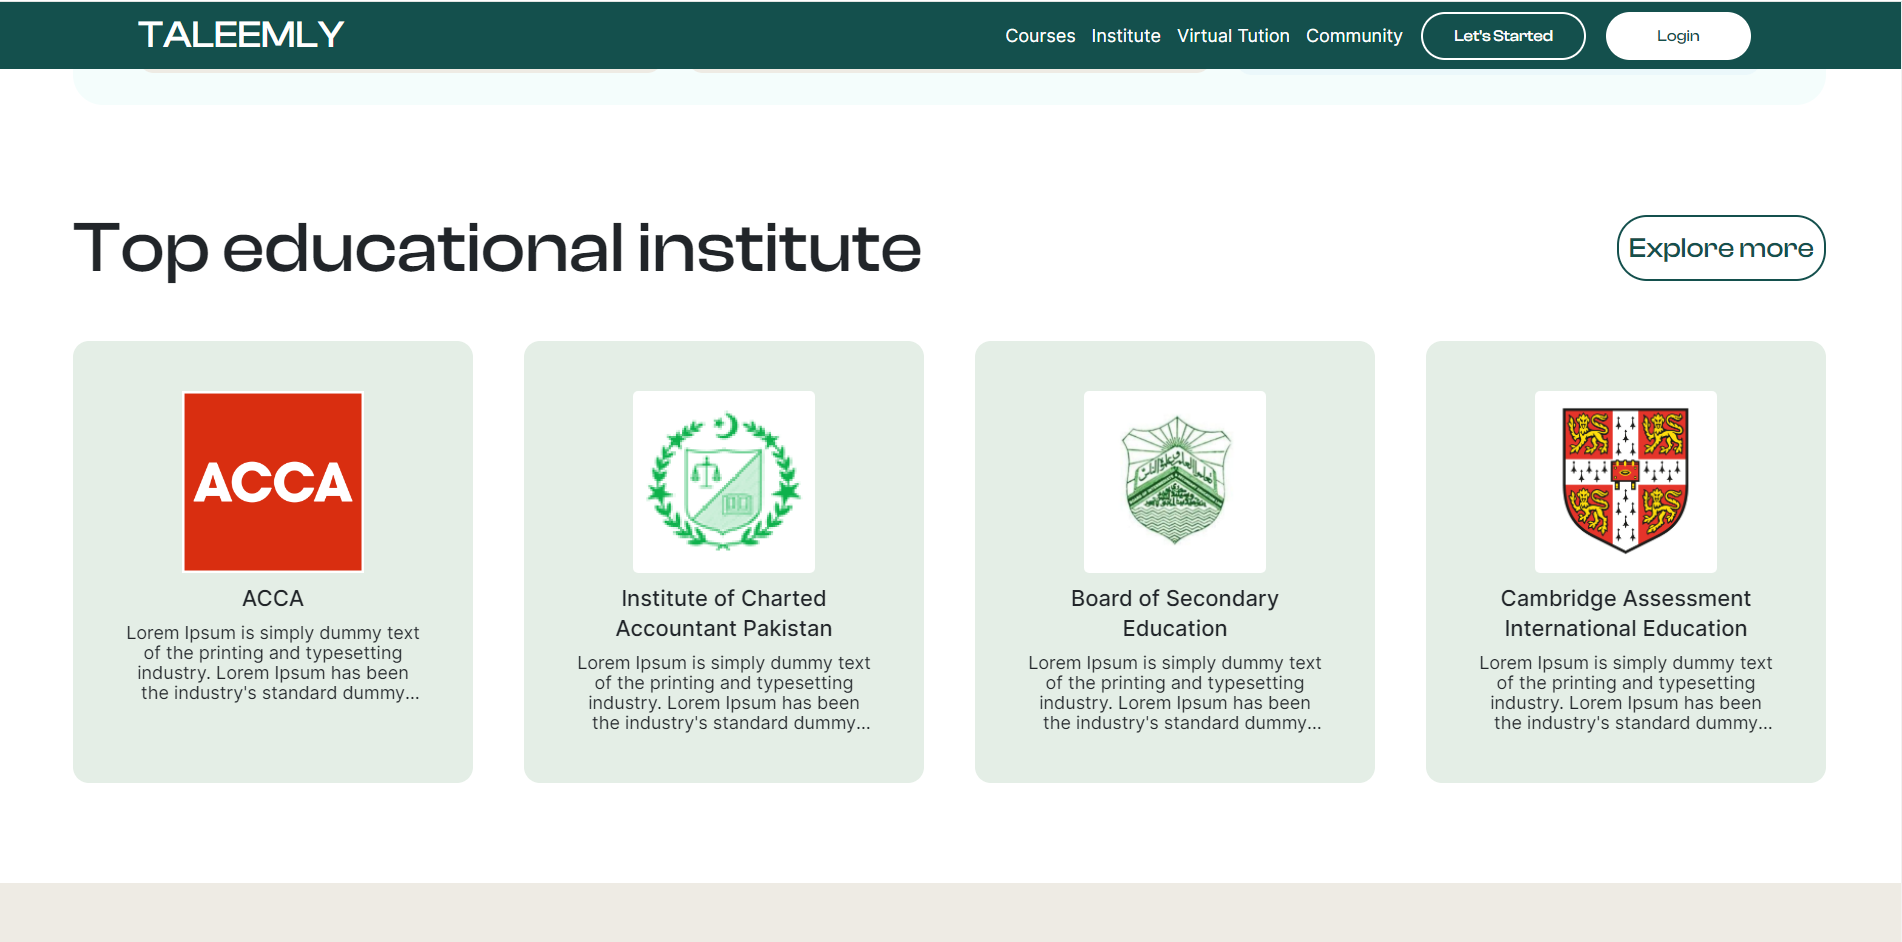 TALEEMLY
Courses Institute Virtual Tution Community Let's Started Login
Top educational institute
Explore more
ACCA
ACCA
Lorem Ipsum is simply dummy text
of the printing and typesetting
industry. Lorem Ipsum has been
the industry's standard dummy...
Institute of Charted
Accountant Pakistan
Lorem Ipsum is simply dummy text
of the printing and typesetting
industry. Lorem Ipsum has been
the industry's standard dummy...
Board of Secondary
Education
Lorem Ipsum is simply dummy text
of the printing and typesetting
industry. Lorem Ipsum has been
the industry's standard dummy...
Cambridge Assessment
International Education
Lorem Ipsum is simply dummy text
of the printing and typesetting
industry. Lorem Ipsum has been
the industry's standard dummy...